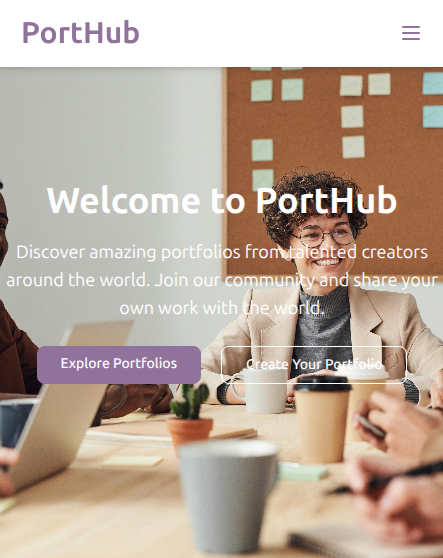 PortHub
Welcome to PortHub
Discover amazing portfolios from talented creators
around the world. Join our community and share your
own work with the world.
Explore Portfolios
Create Your Portfolio